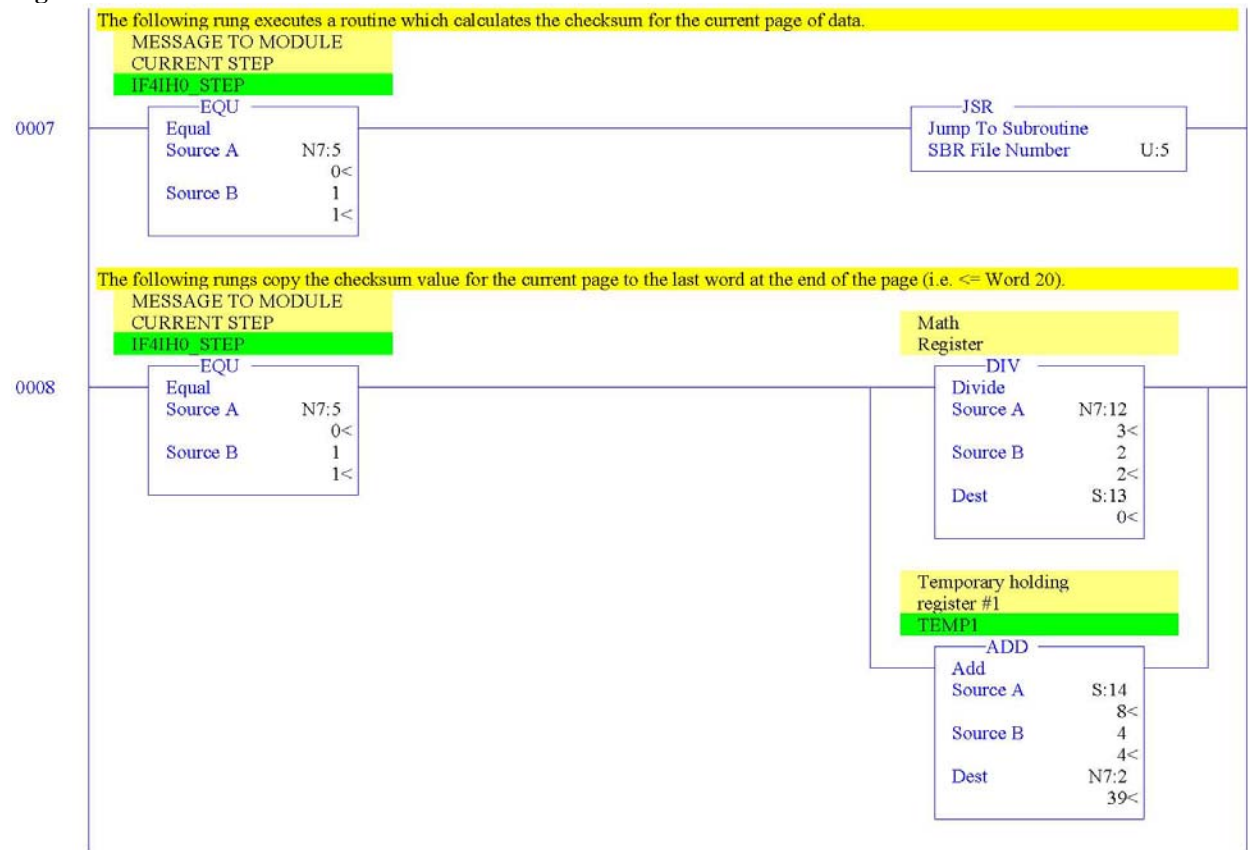 The following rung executes a routine which calculates the checksum for the current page of data.
MESSAGE TO MODULE
CURRENT STEP
IF4IH0_STEP
EQU
Equal
Source A N7:5
0<
Source B 1
1<
0007
JSR
Jump To Subroutine
SBR File Number U:5
The following rungs copy the checksum value for the current page to the last word at the end of the page (i.e. <= Word 20).
MESSAGE TO MODULE
CURRENT STEP
IF4IH0_STEP
EQU
Equal
Source A N7:5
0<
Source B 1
1<
0008
Math
Register
DIV
Divide
Source A N7:12
3<
Source B 2
2<
Dest S:13
0<
Temporary holding
register #1
TEMP1
ADD
Add
Source A S:14
8<
Source B 4
4<
Dest N7:2
39<